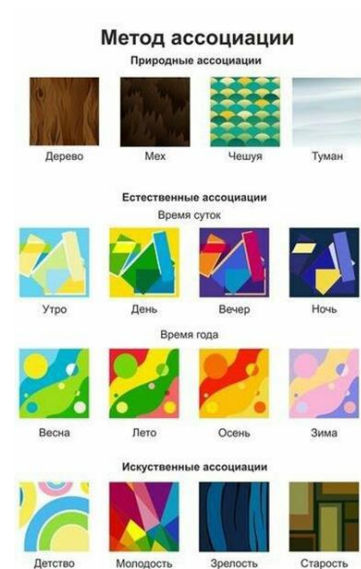 Метод ассоциации
Природные ассоциации
Дерево Мех Чешуя Туман
Естественные ассоциации
Время суток
Утро День Вечер Ночь
Время года
Весна Лето Осень Зима
Искуственные ассоциации
Детство Молодость Зрелость Старость